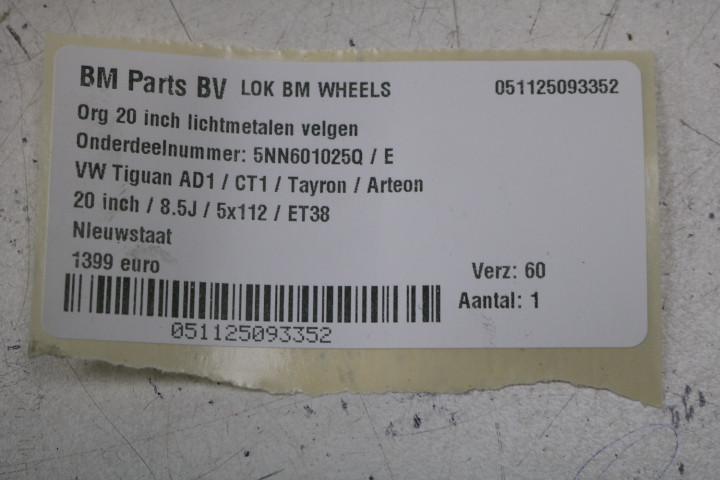 BM Parts BV LOK BM WHEELS 051125093352
Org 20 inch lichtmetalen velgen
Onderdeelnummer: 5NN601025Q / E
VW Tiguan AD1 / CT1 / Tayron / Arteon
20 inch / 8.5J / 5x112 / ET38
Nieuwstaat
1399 euro Verz: 60
Aantal: 1
051125093352